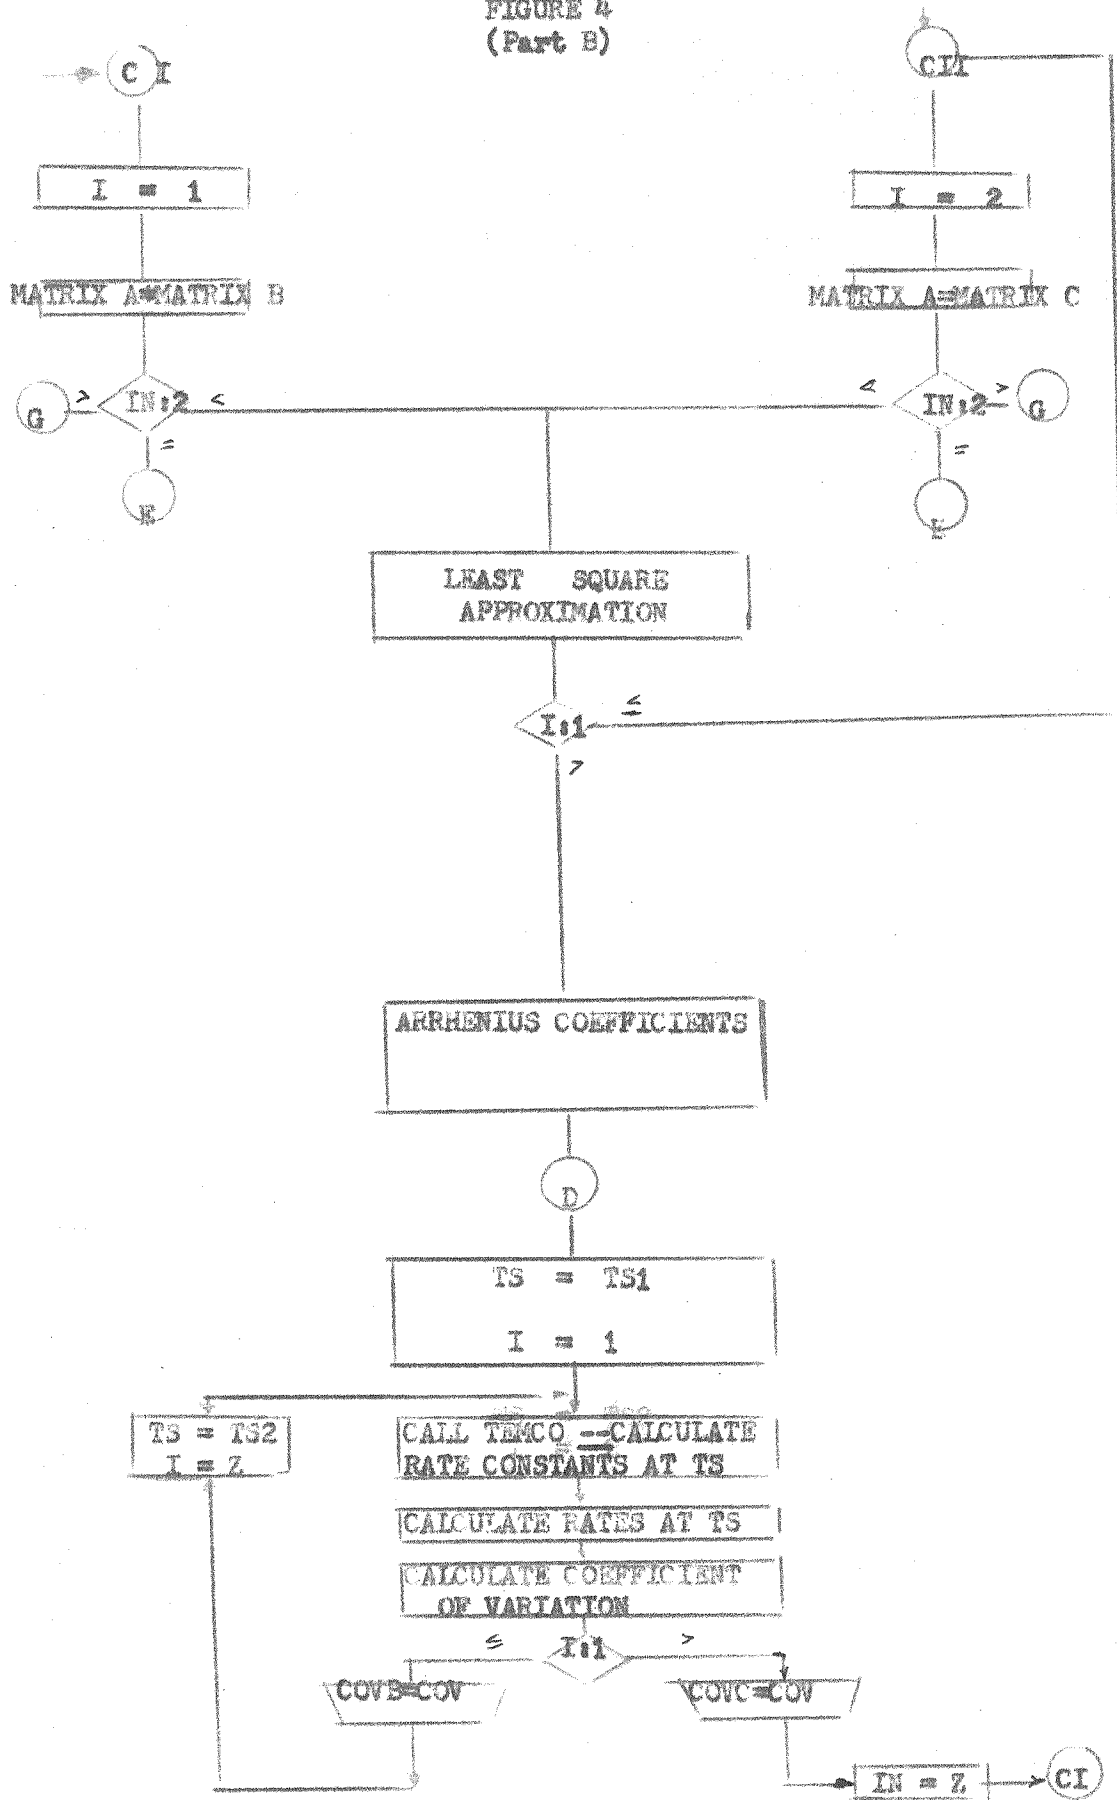 FIGURE 4
(Part B)
C I
CII
I = 1
I = 2
MATRIX A=MATRIX B
MATRIX A=MATRIX C
G > IN:2 <
< IN:2 > G
=
=
E
E
LEAST SQUARE
APPROXIMATION
I:1 ≤
>
ARRHENIUS COEFFICIENTS
D
TS = TS1
I = 1
TS = TS2
I = Z
CALL TEMCO --CALCULATE
RATE CONSTANTS AT TS
CALCULATE RATES AT TS
CALCULATE COEFFICIENT
OF VARIATION
≤ I:1 >
COVB=COV
COVC=COV
IN = Z
CI